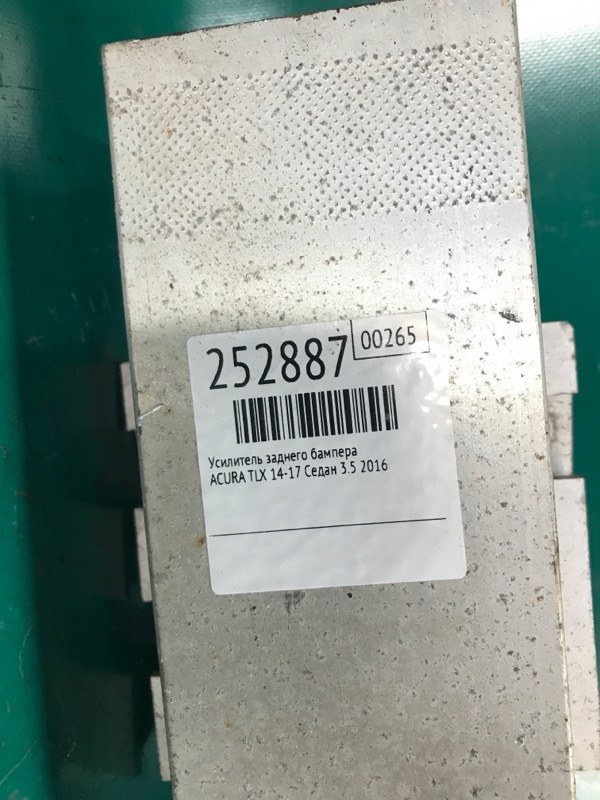 252887 00265
Усилитель заднего бампера
ACURA TLX 14-17 Седан 3.5 2016